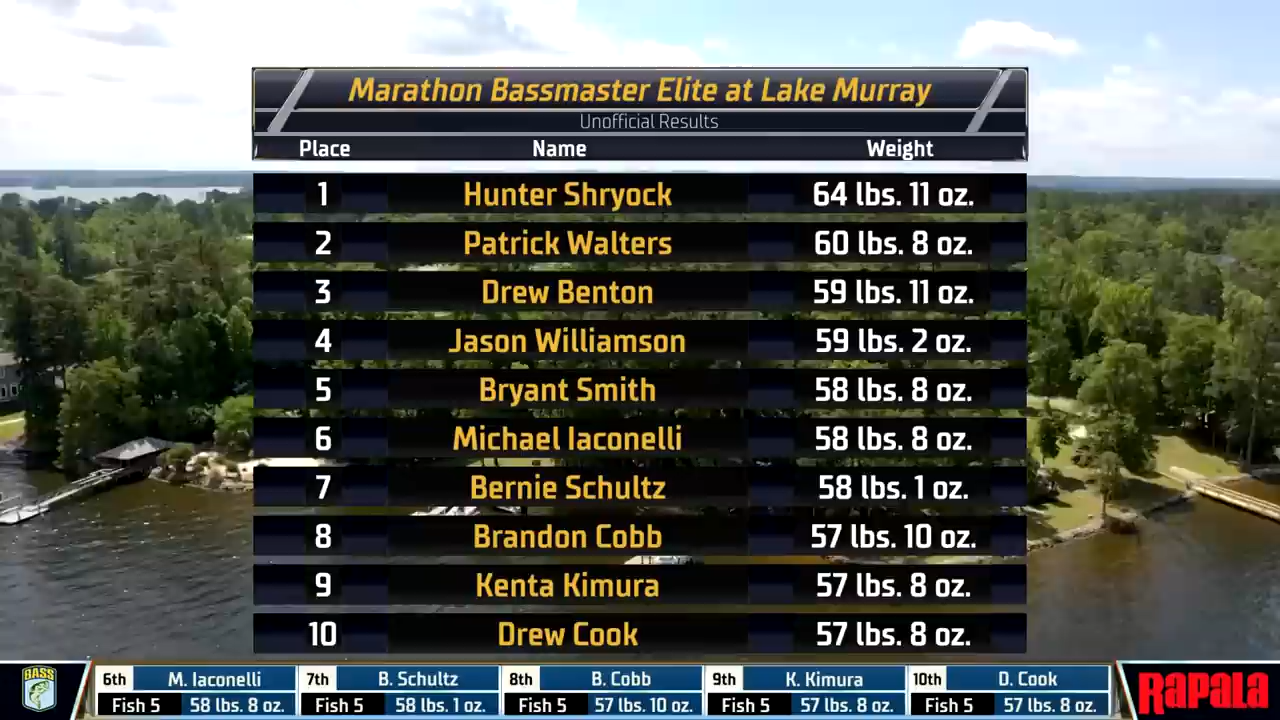 Marathon Bassmaster Elite at Lake Murray
Unofficial Results
Place Name Weight
1 Hunter Shryock 64 lbs. 11 oz.
2 Patrick Walters 60 lbs. 8 oz.
3 Drew Benton 59 lbs. 11 oz.
4 Jason Williamson 59 lbs. 2 oz.
5 Bryant Smith 58 lbs. 8 oz.
6 Michael Iaconelli 58 lbs. 8 oz.
7 Bernie Schultz 58 lbs. 1 oz.
8 Brandon Cobb 57 lbs. 10 oz.
9 Kenta Kimura 57 lbs. 8 oz.
10 Drew Cook 57 lbs. 8 oz.
BASS
6th M. Iaconelli
Fish 5 58 lbs. 8 oz.
7th B. Schultz
Fish 5 58 lbs. 1 oz.
8th B. Cobb
Fish 5 57 lbs. 10 oz.
9th K. Kimura
Fish 5 57 lbs. 8 oz.
10th D. Cook
Fish 5 57 lbs. 8 oz.
RAPALA